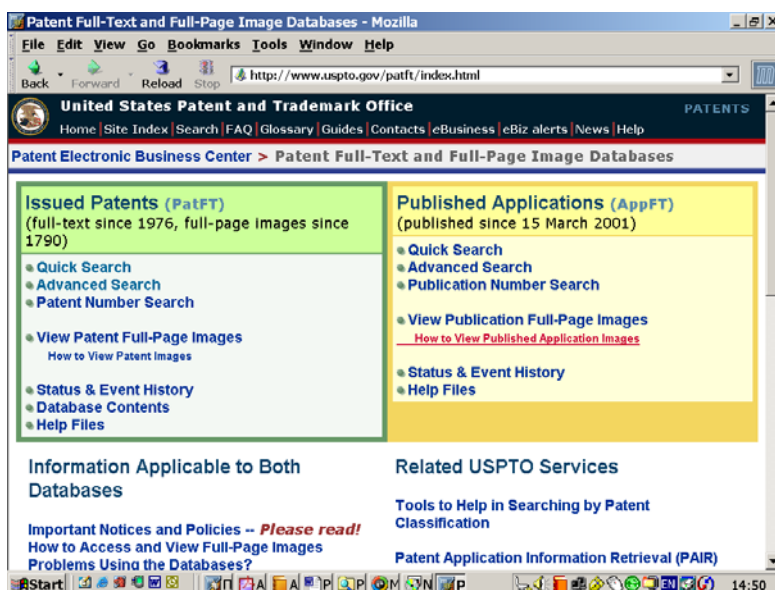 Patent Full-Text and Full-Page Image Databases - Mozilla
File Edit View Go Bookmarks Tools Window Help
Back Forward Reload Stop http://www.uspto.gov/patft/index.html
United States Patent and Trademark Office
PATENTS
Home|Site Index|Search|FAQ|Glossary|Guides|Contacts|eBusiness|eBiz alerts|News|Help
Patent Electronic Business Center > Patent Full-Text and Full-Page Image Databases
Issued Patents (PatFT)
(full-text since 1976, full-page images since
1790)
Quick Search
Advanced Search
Patent Number Search
View Patent Full-Page Images
How to View Patent Images
Status & Event History
Database Contents
Help Files
Published Applications (AppFT)
(published since 15 March 2001)
Quick Search
Advanced Search
Publication Number Search
View Publication Full-Page Images
How to View Published Application Images
Status & Event History
Help Files
Information Applicable to Both
Databases
Important Notices and Policies -- Please read!
How to Access and View Full-Page Images
Problems Using the Databases?
Related USPTO Services
Tools to Help in Searching by Patent
Classification
Patent Application Information Retrieval (PAIR)
Start П A A P P M N P EN 14:50